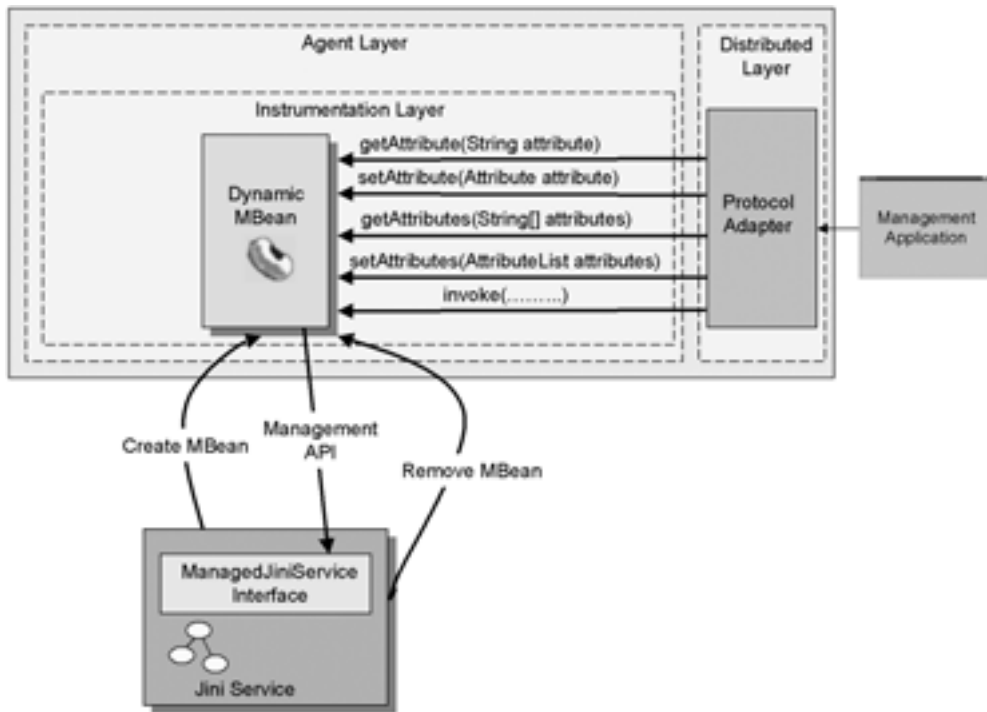 Agent Layer
Distributed
Layer
Instrumentation Layer
getAttribute(String attribute)
setAttribute(Attribute attribute)
getAttributes(String[] attributes)
setAttributes(AttributeList attributes)
invoke(.........)
Dynamic
MBean
Protocol
Adapter
Management
Application
Create MBean
Management
API
Remove MBean
ManagedJiniService
Interface
Jini Service